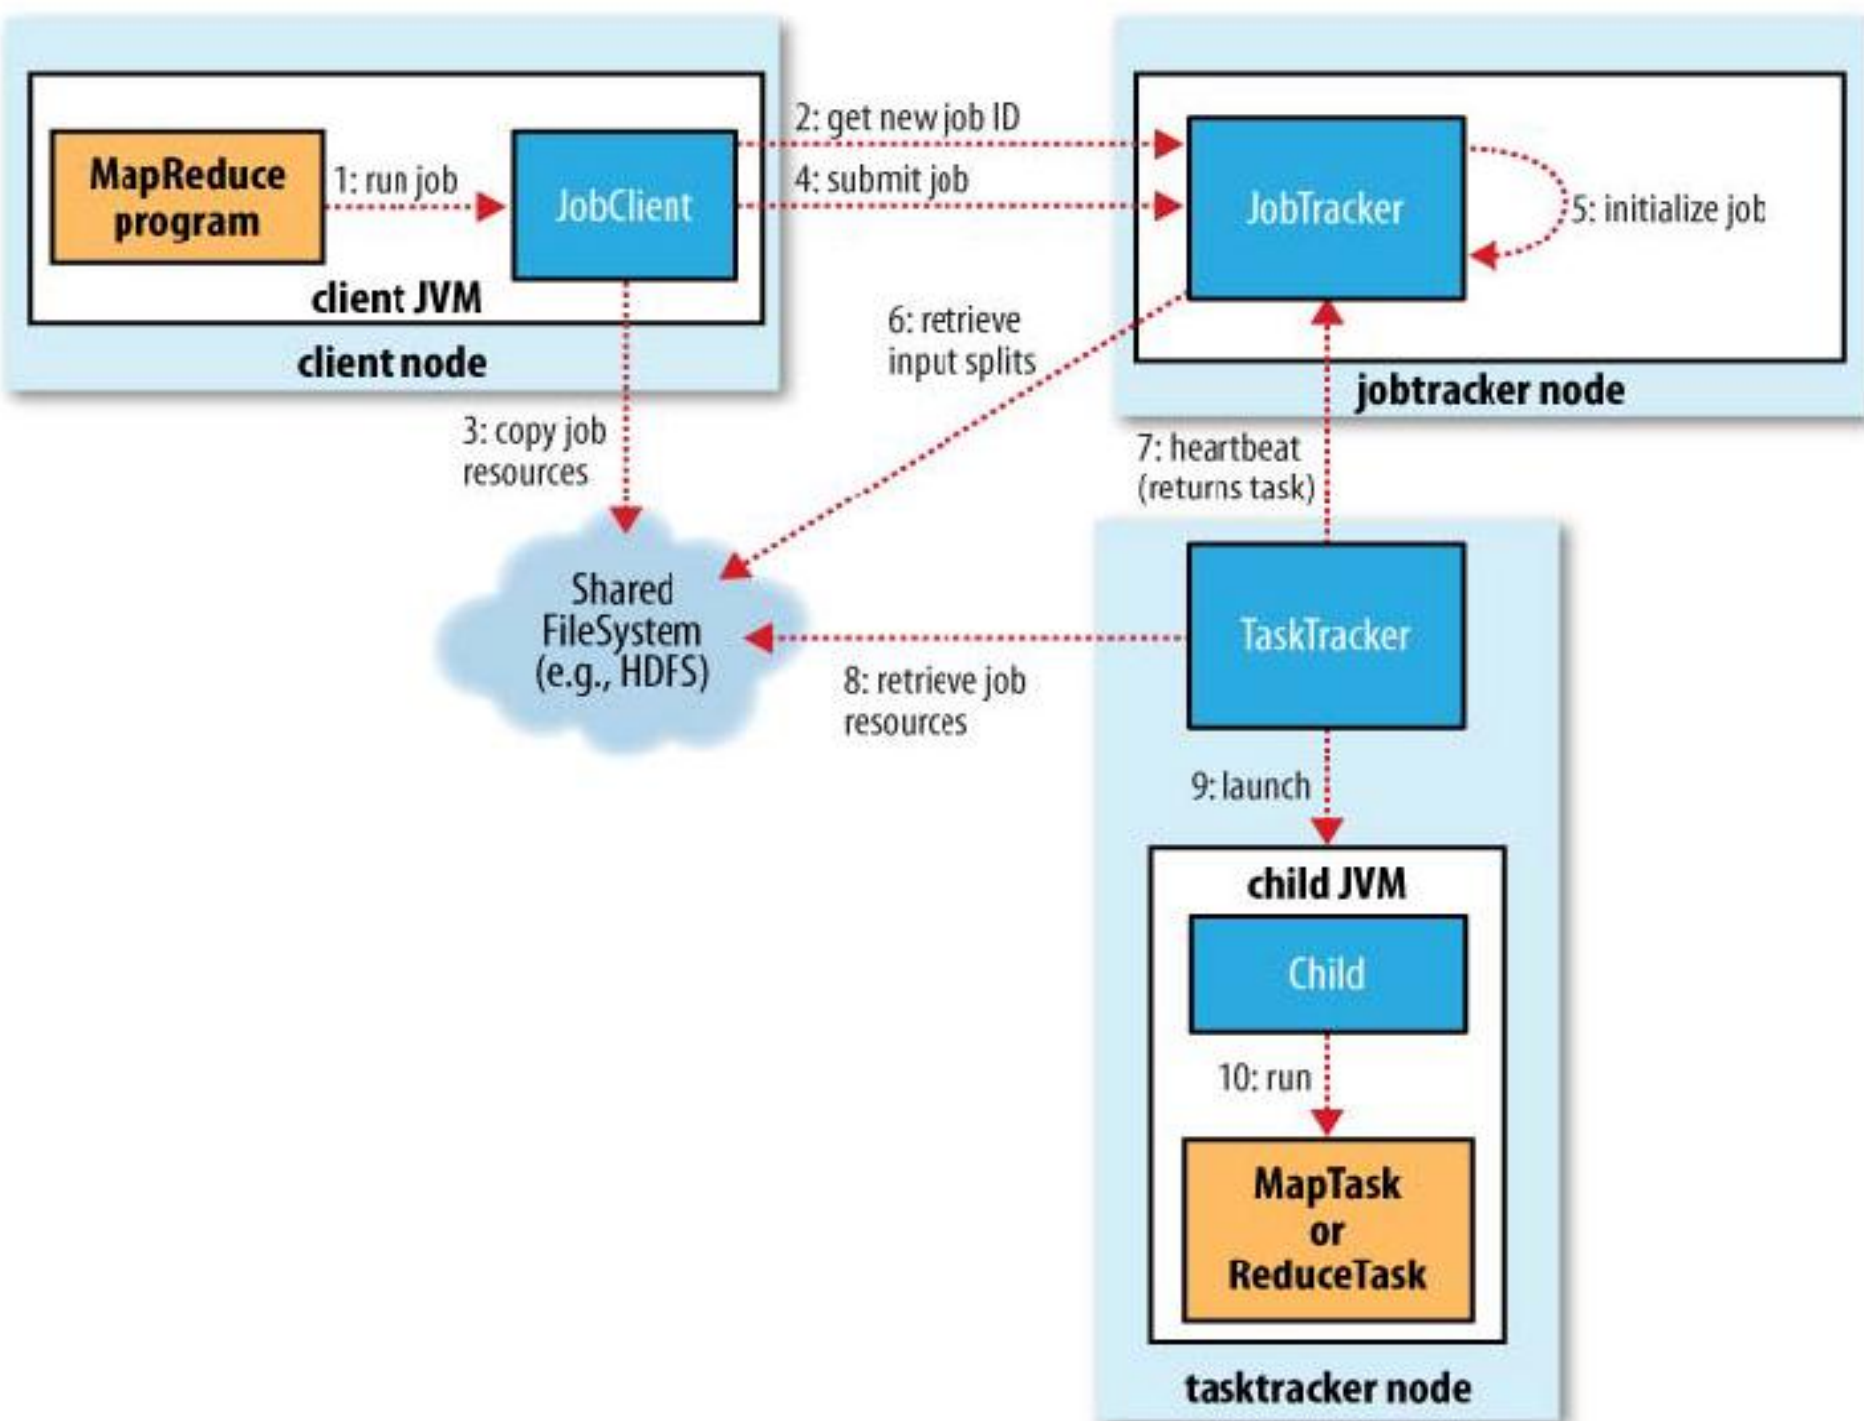 MapReduce
program
1: run job
JobClient
client JVM
client node
2: get new job ID
4: submit job
JobTracker
5: initialize job
jobtracker node
3: copy job
resources
6: retrieve
input splits
7: heartbeat
(returns task)
Shared
FileSystem
(e.g., HDFS)
8: retrieve job
resources
TaskTracker
9: launch
child JVM
Child
10: run
MapTask
or
ReduceTask
tasktracker node